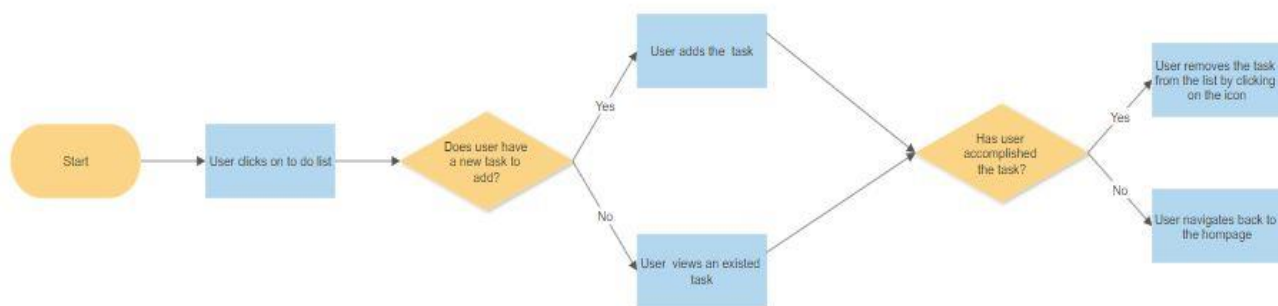 Start
User clicks on to do list
Does user have
a new task to
add?
Yes
No
User adds the task
User views an existed
task
Has user
accomplished
the task?
Yes
No
User removes the task
from the list by clicking
on the icon
User navigates back to
the hompage